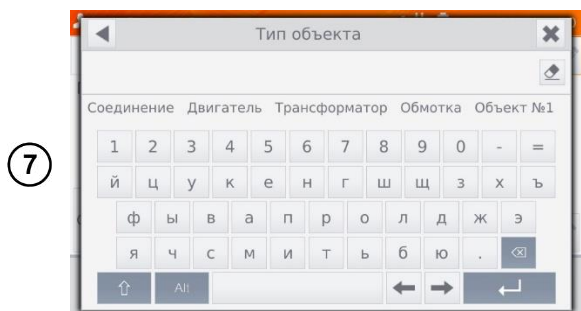 7
Тип объекта
Соединение Двигатель Трансформатор Обмотка Объект №1
1 2 3 4 5 6 7 8 9 0 - =
й ц у к е н г ш щ з х ъ
ф ы в а п р о л д ж э
я ч с м и т ь б ю .
Alt